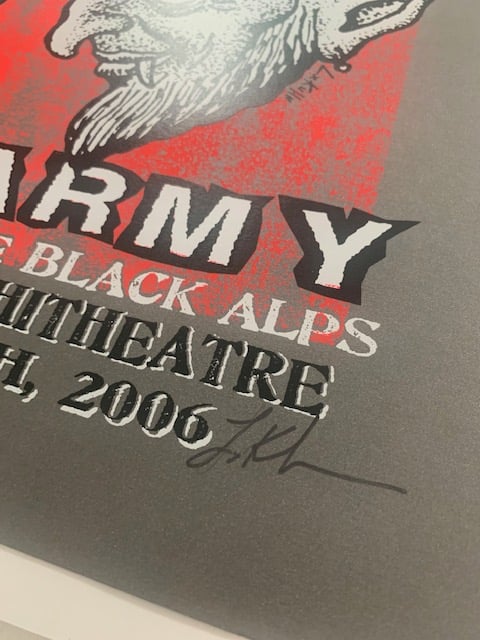 ARMY
E BLACK ALPS
HITHEATRE
H, 2006